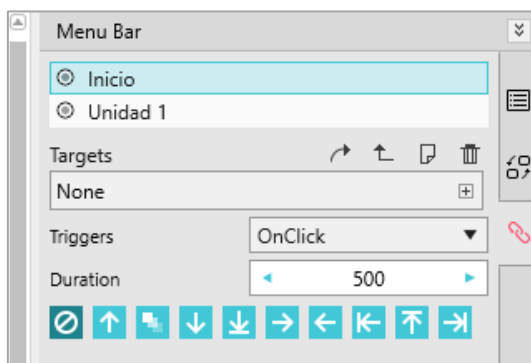 Menu Bar
Inicio
Unidad 1
Targets
None
Triggers OnClick
Duration 500